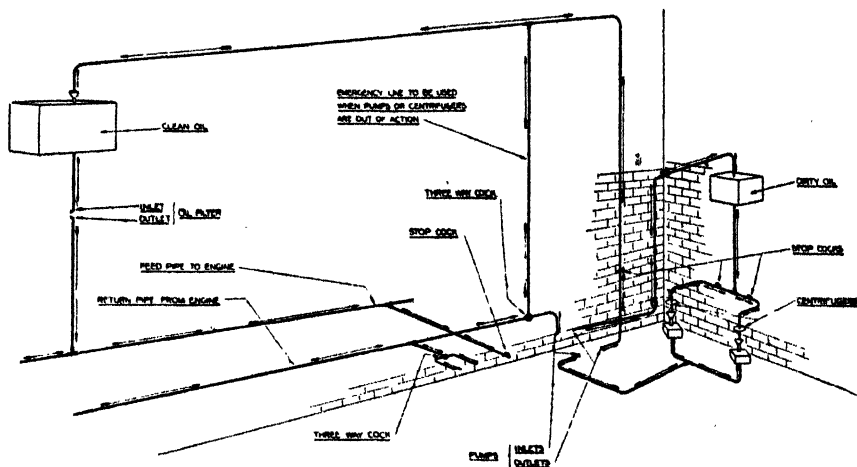 EMERGENCY LINE TO BE USED
WHEN PUMPS OR CENTRIFUGERS
ARE OUT OF ACTION
CLEAN OIL
THREE WAY COCK
DIRTY OIL
INLET
OUTLET
OIL FILTER
STOP COCK
STOP COCKS
FEED PIPE TO ENGINE
RETURN PIPE FROM ENGINE
CENTRIFUGERS
THREE WAY COCK
PUMPS
INLETS
OUTLETS